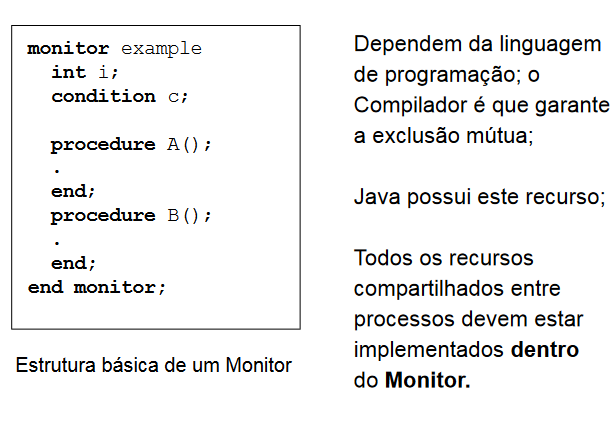 monitor example
int i;
condition c;
procedure A();
.
end;
procedure B();
.
end;
end monitor;
Estrutura básica de um Monitor
Dependem da linguagem
de programação; o
Compilador é que garante
a exclusão mútua;
Java possui este recurso;
Todos os recursos
compartilhados entre
processos devem estar
implementados dentro
do Monitor.